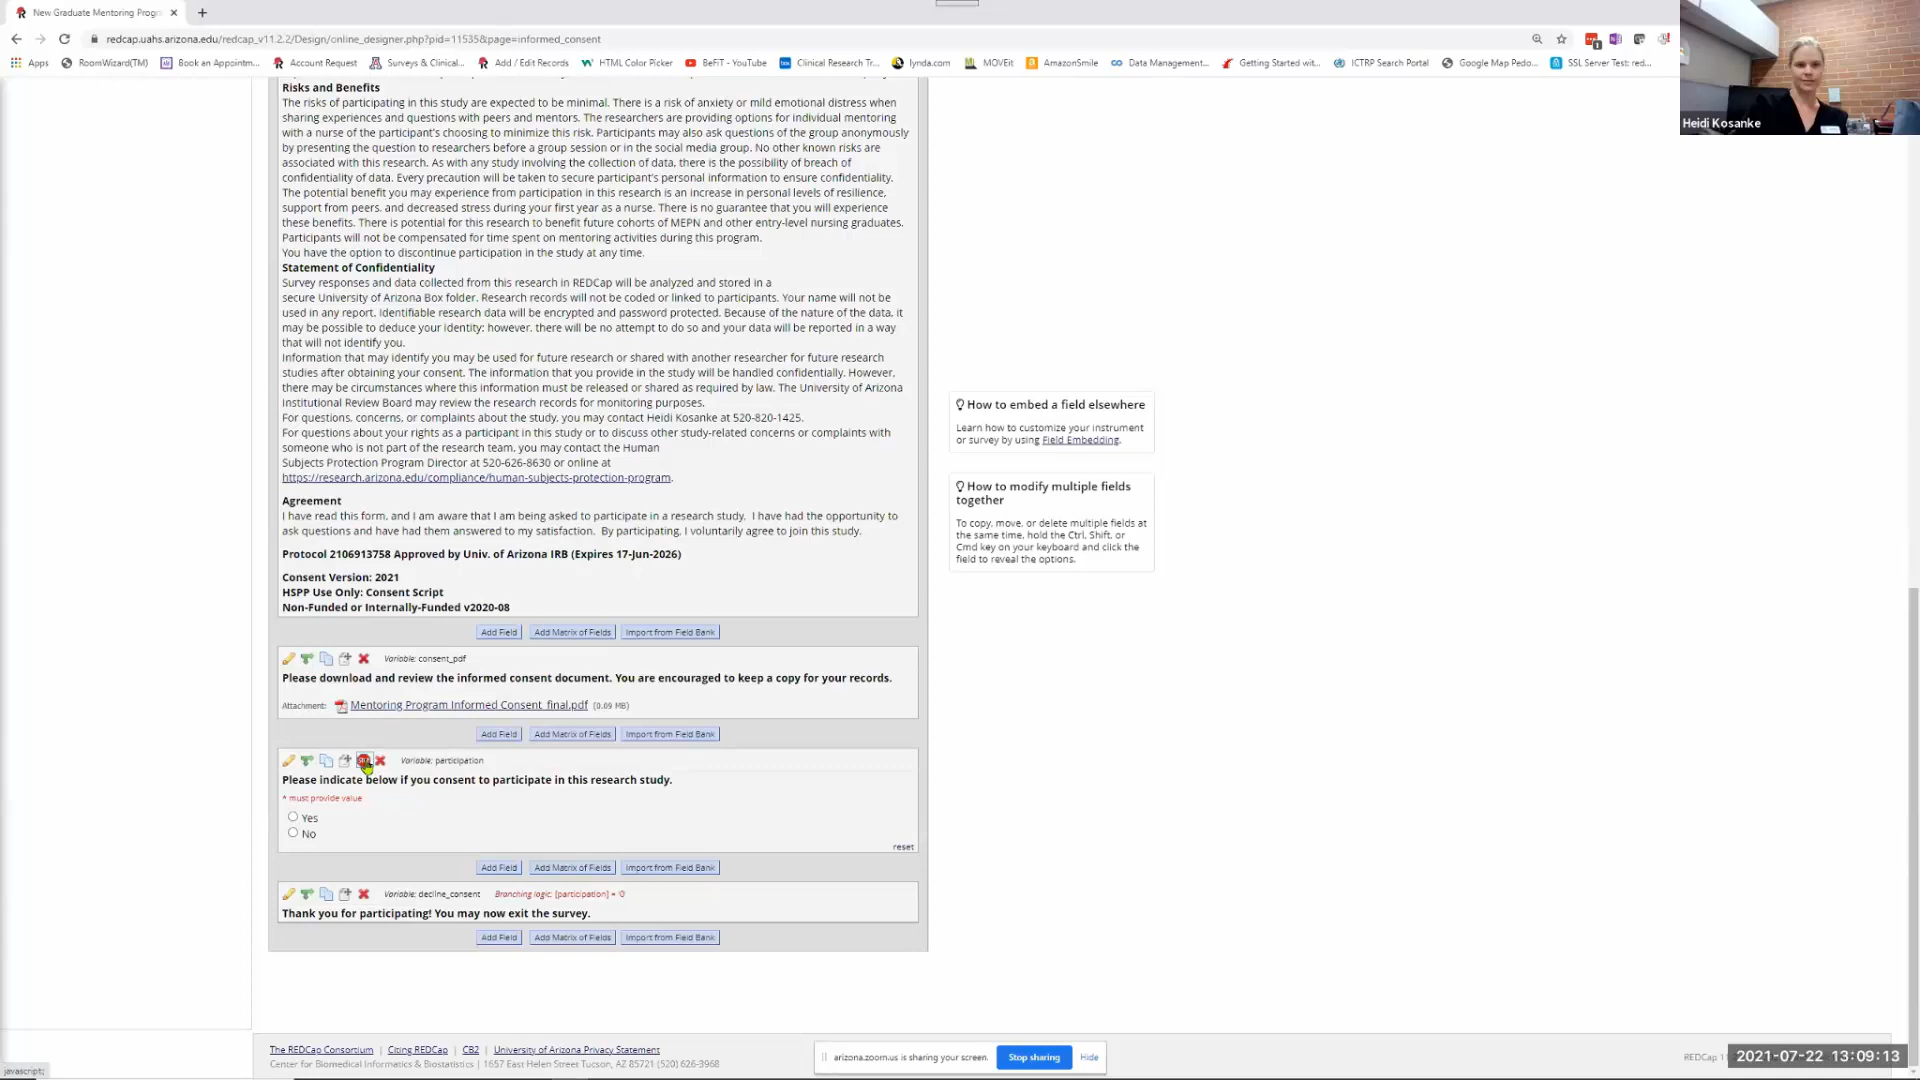 New Graduate Mentoring Progr
redcap.uahs.arizona.edu/redcap_v11.2.2/Design/online_designer.php?pid=11535&page=informed_consent
Apps RoomWizard(TM) Book an Appointm... Account Request Surveys & Clinical... Add / Edit Records HTML Color Picker BeFiT - YouTube Clinical Research Tr... lynda.com MOVEit AmazonSmile Data Management... Getting Started wit... ICTRP Search Portal Google Map Pedo... SSL Server Test: red...
Heidi Kosanke
Risks and Benefits
The risks of participating in this study are expected to be minimal. There is a risk of anxiety or mild emotional distress when
sharing experiences and questions with peers and mentors. The researchers are providing options for individual mentoring
with a nurse of the participant's choosing to minimize this risk. Participants may also ask questions of the group anonymously
by presenting the question to researchers before a group session or in the social media group. No other known risks are
associated with this research. As with any study involving the collection of data, there is the possibility of breach of
confidentiality of data. Every precaution will be taken to secure participant's personal information to ensure confidentiality.
The potential benefit you may experience from participation in this research is an increase in personal levels of resilience,
support from peers, and decreased stress during your first year as a nurse. There is no guarantee that you will experience
these benefits. There is potential for this research to benefit future cohorts of MEPN and other entry-level nursing graduates.
Participants will not be compensated for time spent on mentoring activities during this program.
You have the option to discontinue participation in the study at any time.
Statement of Confidentiality
Survey responses and data collected from this research in REDCap will be analyzed and stored in a
secure University of Arizona Box folder. Research records will not be coded or linked to participants. Your name will not be
used in any report. Identifiable research data will be encrypted and password protected. Because of the nature of the data, it
may be possible to deduce your identity; however, there will be no attempt to do so and your data will be reported in a way
that will not identify you.
Information that may identify you may be used for future research or shared with another researcher for future research
studies after obtaining your consent. The information that you provide in the study will be handled confidentially. However,
there may be circumstances where this information must be released or shared as required by law. The University of Arizona
Institutional Review Board may review the research records for monitoring purposes.
For questions, concerns, or complaints about the study, you may contact Heidi Kosanke at 520-820-1425.
For questions about your rights as a participant in this study or to discuss other study-related concerns or complaints with
someone who is not part of the research team, you may contact the Human
Subjects Protection Program Director at 520-626-8630 or online at
https://research.arizona.edu/compliance/human-subjects-protection-program.
Agreement
I have read this form, and I am aware that I am being asked to participate in a research study. I have had the opportunity to
ask questions and have had them answered to my satisfaction. By participating, I voluntarily agree to join this study.
Protocol 2106913758 Approved by Univ. of Arizona IRB (Expires 17-Jun-2026)
Consent Version: 2021
HSPP Use Only: Consent Script
Non-Funded or Internally-Funded v2020-08
Add Field Add Matrix of Fields Import from Field Bank
Variable: consent_pdf
Please download and review the informed consent document. You are encouraged to keep a copy for your records.
Attachment: Mentoring Program Informed Consent_final.pdf (0.09 MB)
Add Field Add Matrix of Fields Import from Field Bank
Variable: participation
Please indicate below if you consent to participate in this research study.
* must provide value
Yes
No
reset
Add Field Add Matrix of Fields Import from Field Bank
Variable: decline_consent Branching logic: [participation] = '0'
Thank you for participating! You may now exit the survey.
Add Field Add Matrix of Fields Import from Field Bank
How to embed a field elsewhere
Learn how to customize your instrument
or survey by using Field Embedding.
How to modify multiple fields
together
To copy, move, or delete multiple fields at
the same time, hold the Ctrl, Shift, or
Cmd key on your keyboard and click the
field to reveal the options.
The REDCap Consortium | Citing REDCap | CB2 | University of Arizona Privacy Statement
Center for Biomedical Informatics & Biostatistics | 1657 East Helen Street Tucson, AZ 85721 (520) 626-3968
arizona.zoom.us is sharing your screen. Stop sharing Hide
REDCap
2021-07-22 13:09:13
javascript:;